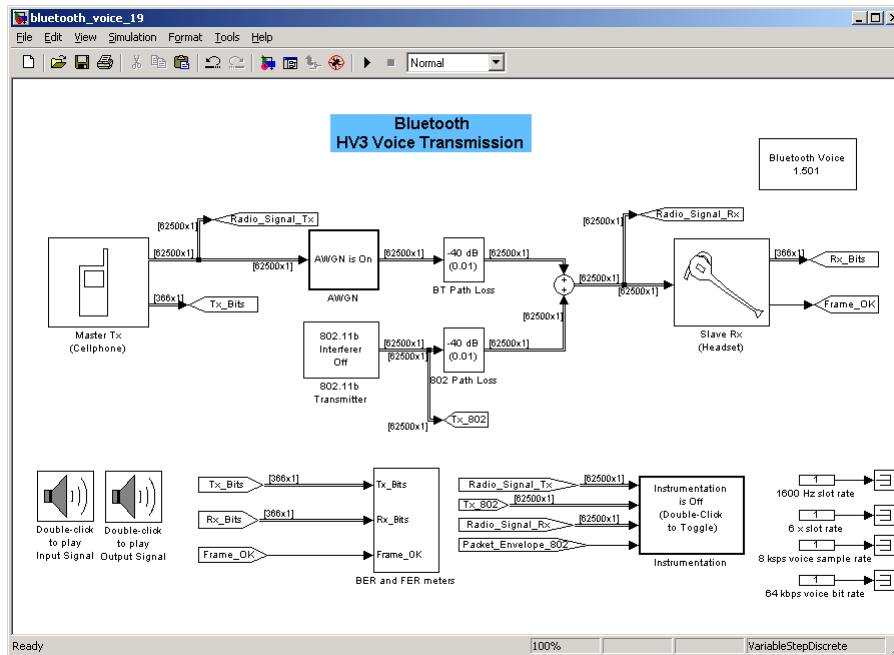 bluetooth_voice_19
File Edit View Simulation Format Tools Help
Normal
Bluetooth
HV3 Voice Transmission
Bluetooth Voice
1.501
[62500x1]
Radio_Signal_Tx
[62500x1]
[62500x1]
AWGN is On
AWGN
[62500x1]
-40 dB
(0.01)
BT Path Loss
[62500x1]
[366x1]
Tx_Bits
Master Tx
(Cellphone)
802.11b
Interferer
Off
802.11b
Transmitter
[62500x1]
[62500x1]
-40 dB
(0.01)
802 Path Loss
[62500x1]
[62500x1]
[62500x1]
Tx_802
[62500x1]
[62500x1]
[62500x1]
Radio_Signal_Rx
Slave Rx
(Headset)
[366x1]
Rx_Bits
Frame_OK
Double-click
to play
Input Signal
Double-click
to play
Output Signal
Tx_Bits
[366x1]
Tx_Bits
Rx_Bits
[366x1]
Rx_Bits
Frame_OK
Frame_OK
BER and FER meters
Radio_Signal_Tx
[62500x1]
Tx_802
[62500x1]
Radio_Signal_Rx
[62500x1]
Packet_Envelope_802
Instrumentation
is Off
(Double-Click
to Toggle)
Instrumentation
1
1600 Hz slot rate
1
6 x slot rate
1
8 ksps voice sample rate
1
64 kbps voice bit rate
Ready
100%
VariableStepDiscrete